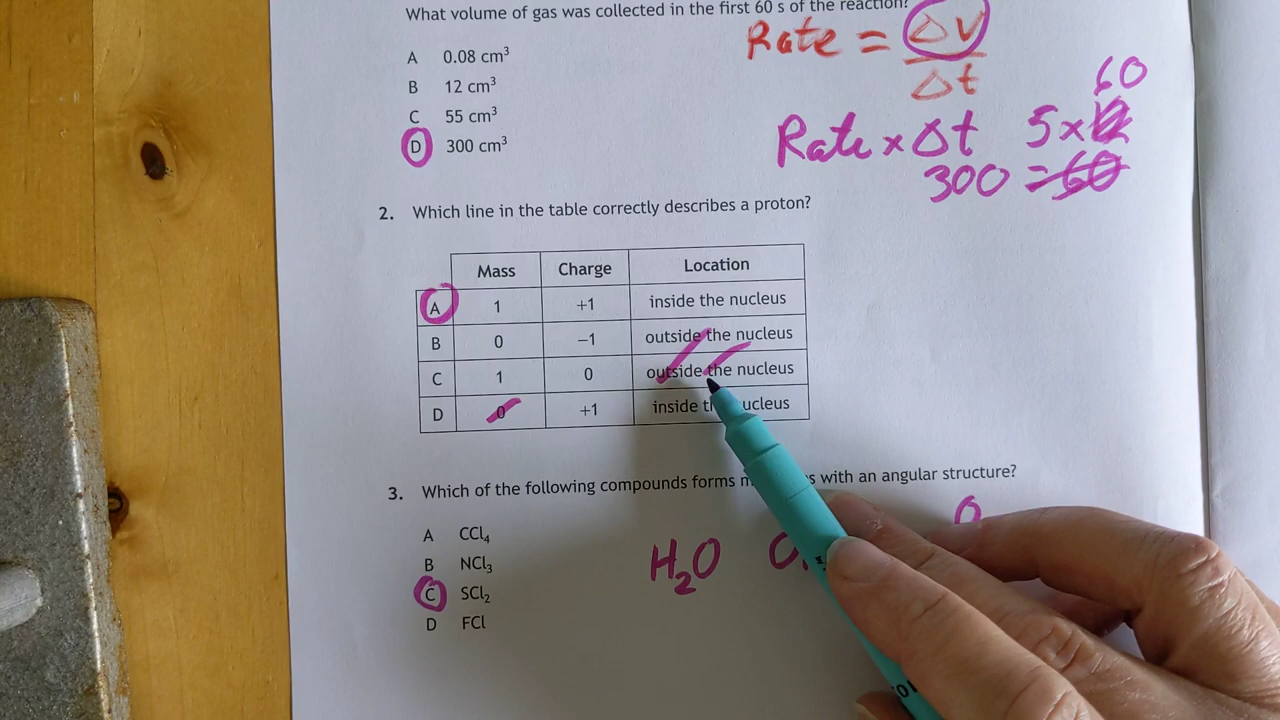 What volume of gas was collected in the first 60 s of the reaction?
A 0.08 cm³
B 12 cm³
C 55 cm³
D 300 cm³
Rate = ΔV
Δt
60
Rate × Δt 5 ×
300 = 60
2. Which line in the table correctly describes a proton?
Mass Charge Location
A 1 +1 inside the nucleus
B 0 −1 outside the nucleus
C 1 0 outside the nucleus
D 0 +1 inside nucleus
3. Which of the following compounds forms with an angular structure?
A CCl₄
B NCl₃
C SCl₂
D FCl
H₂O